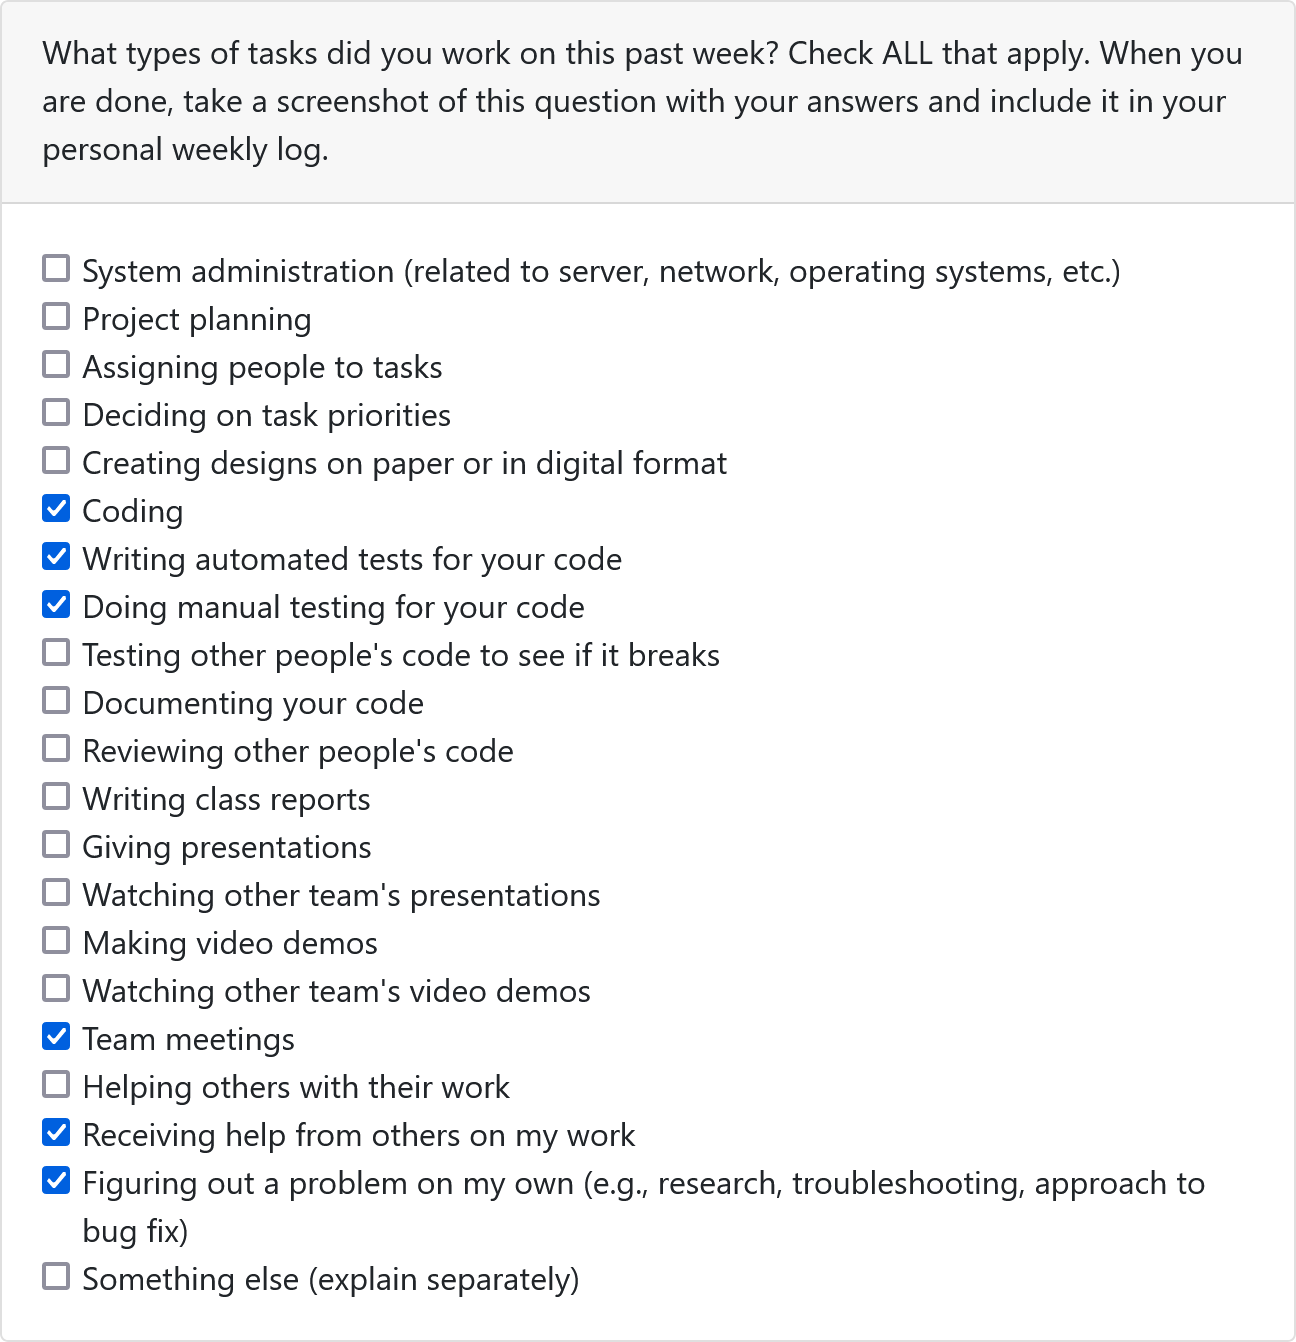 What types of tasks did you work on this past week? Check ALL that apply. When you
are done, take a screenshot of this question with your answers and include it in your
personal weekly log.
System administration (related to server, network, operating systems, etc.)
Project planning
Assigning people to tasks
Deciding on task priorities
Creating designs on paper or in digital format
Coding
Writing automated tests for your code
Doing manual testing for your code
Testing other people's code to see if it breaks
Documenting your code
Reviewing other people's code
Writing class reports
Giving presentations
Watching other team's presentations
Making video demos
Watching other team's video demos
Team meetings
Helping others with their work
Receiving help from others on my work
Figuring out a problem on my own (e.g., research, troubleshooting, approach to
bug fix)
Something else (explain separately)